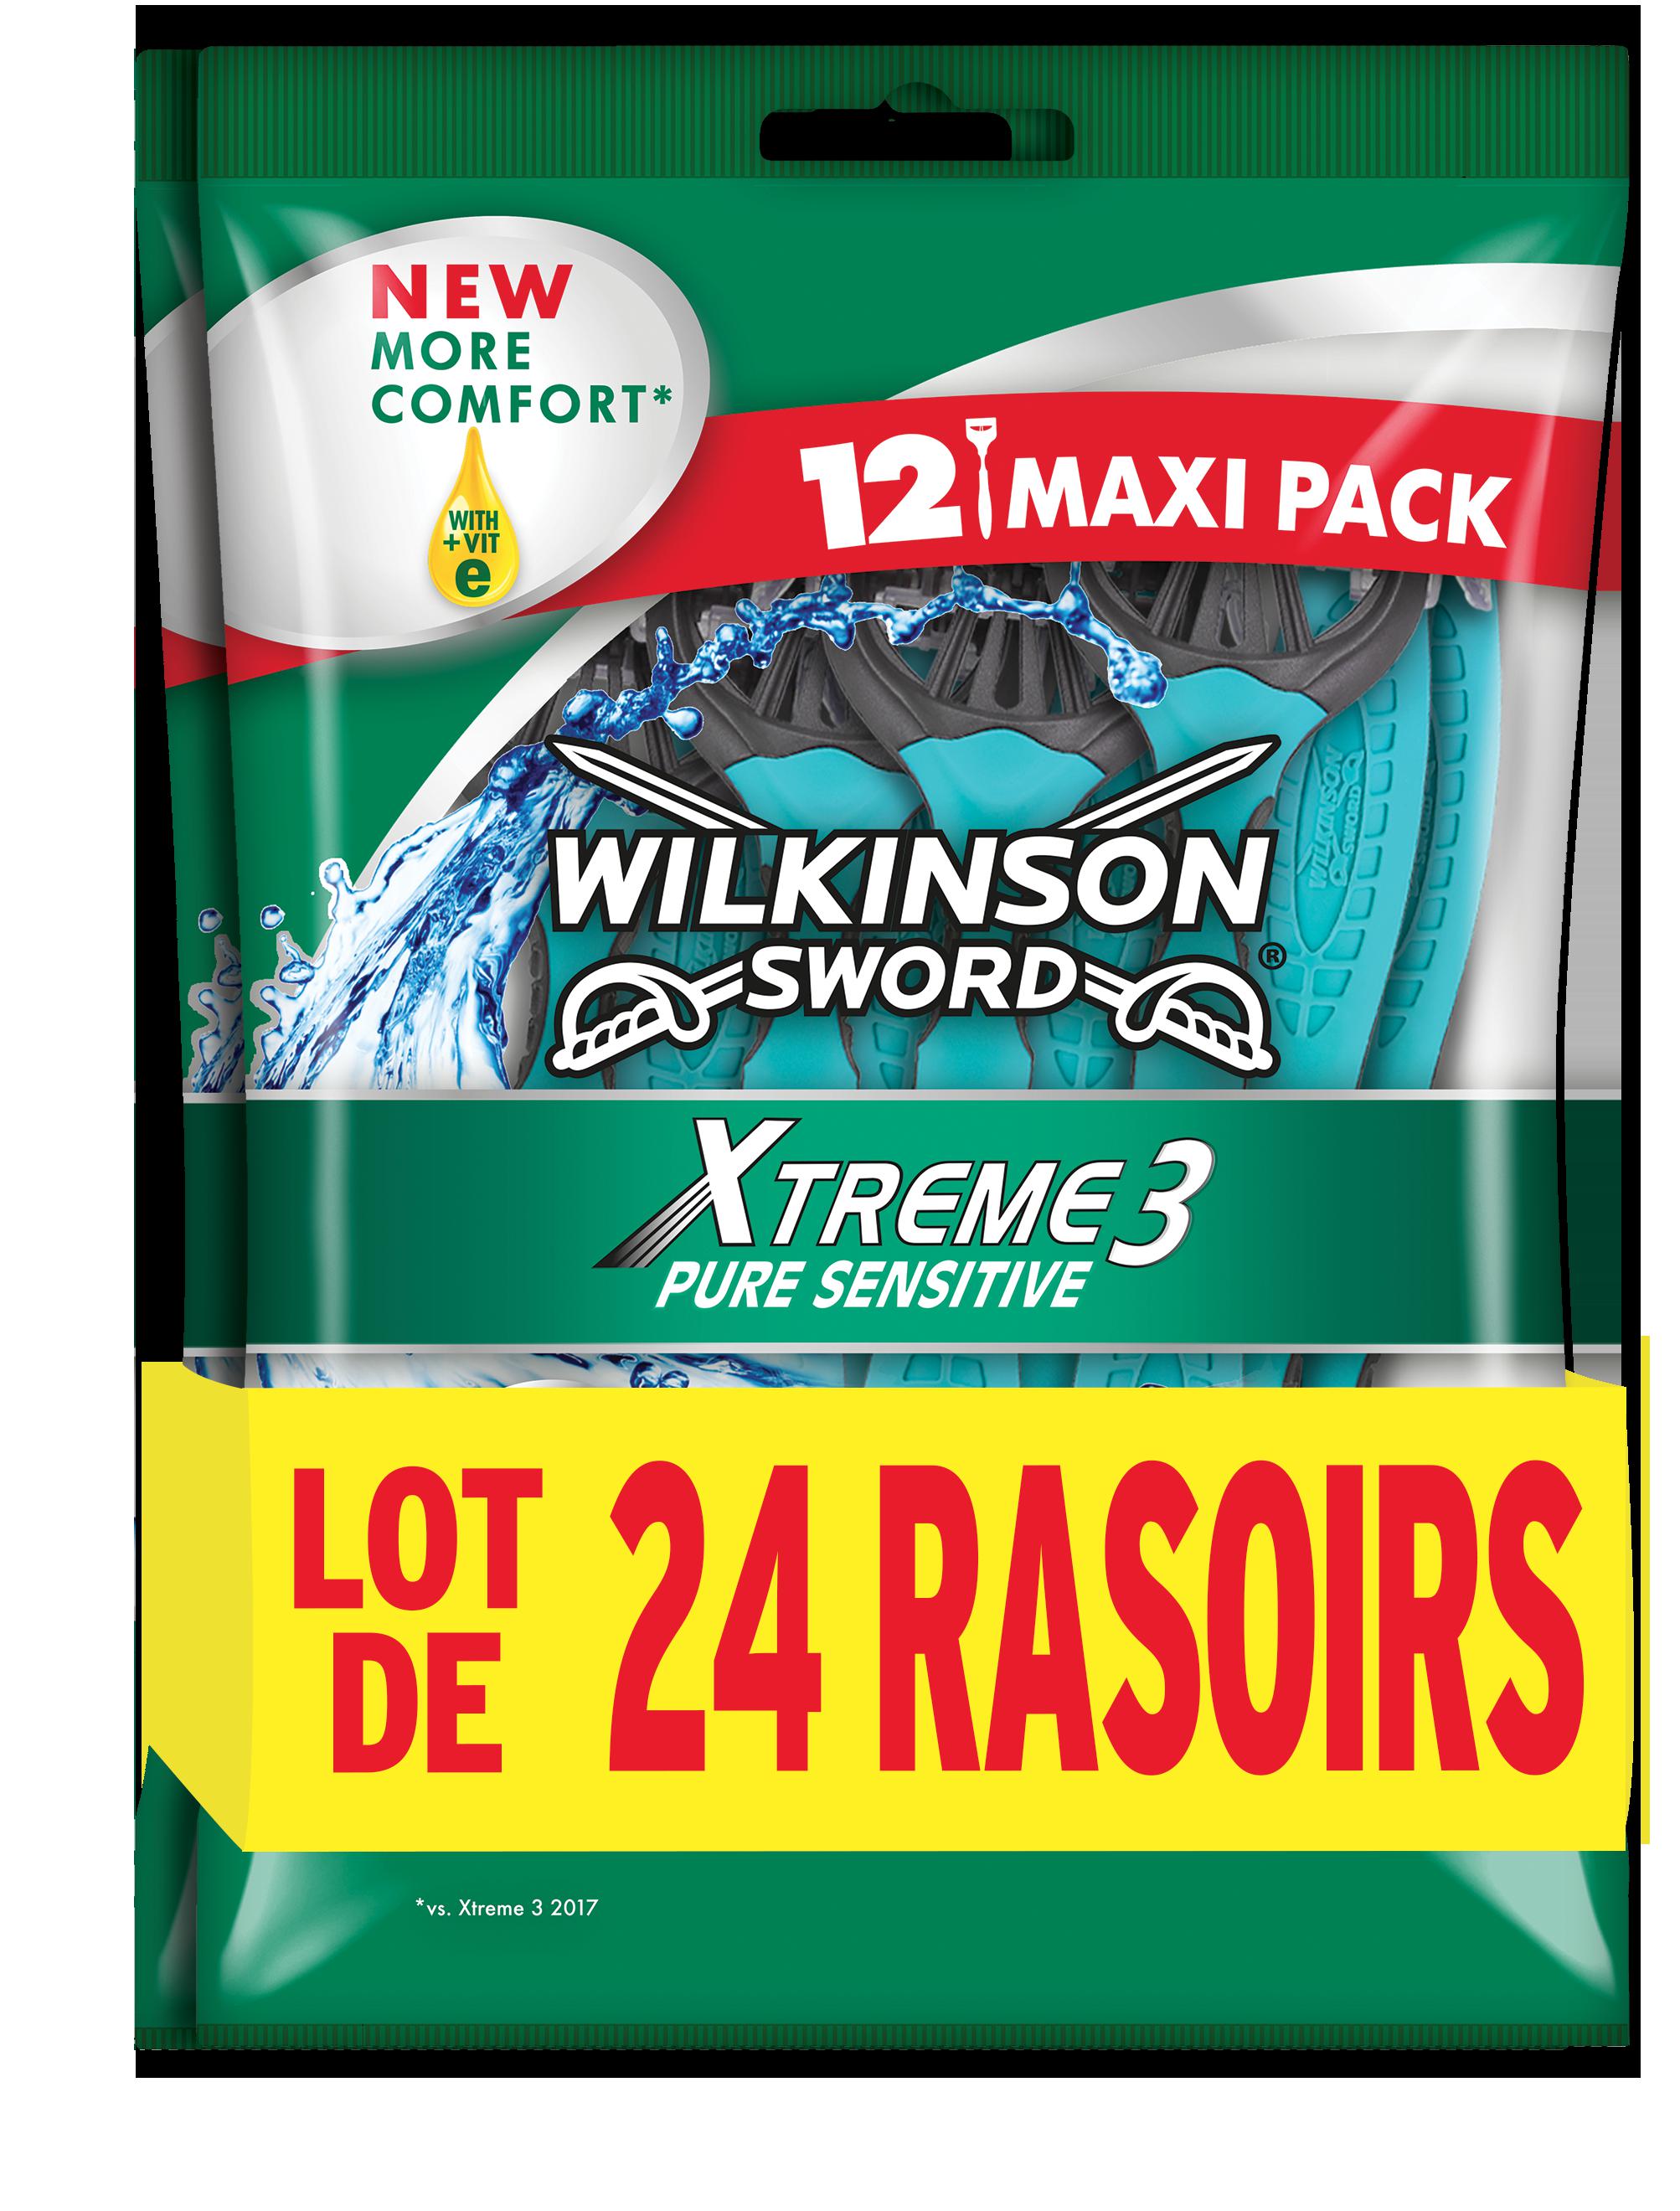 NEW
MORE
COMFORT*
WITH
+VIT
e
12 MAXI PACK
WILKINSON
WILKINSON
SWORD®
XTREME3
PURE SENSITIVE
LOT
DE
24 RASOIRS
*vs. Xtreme 3 2017